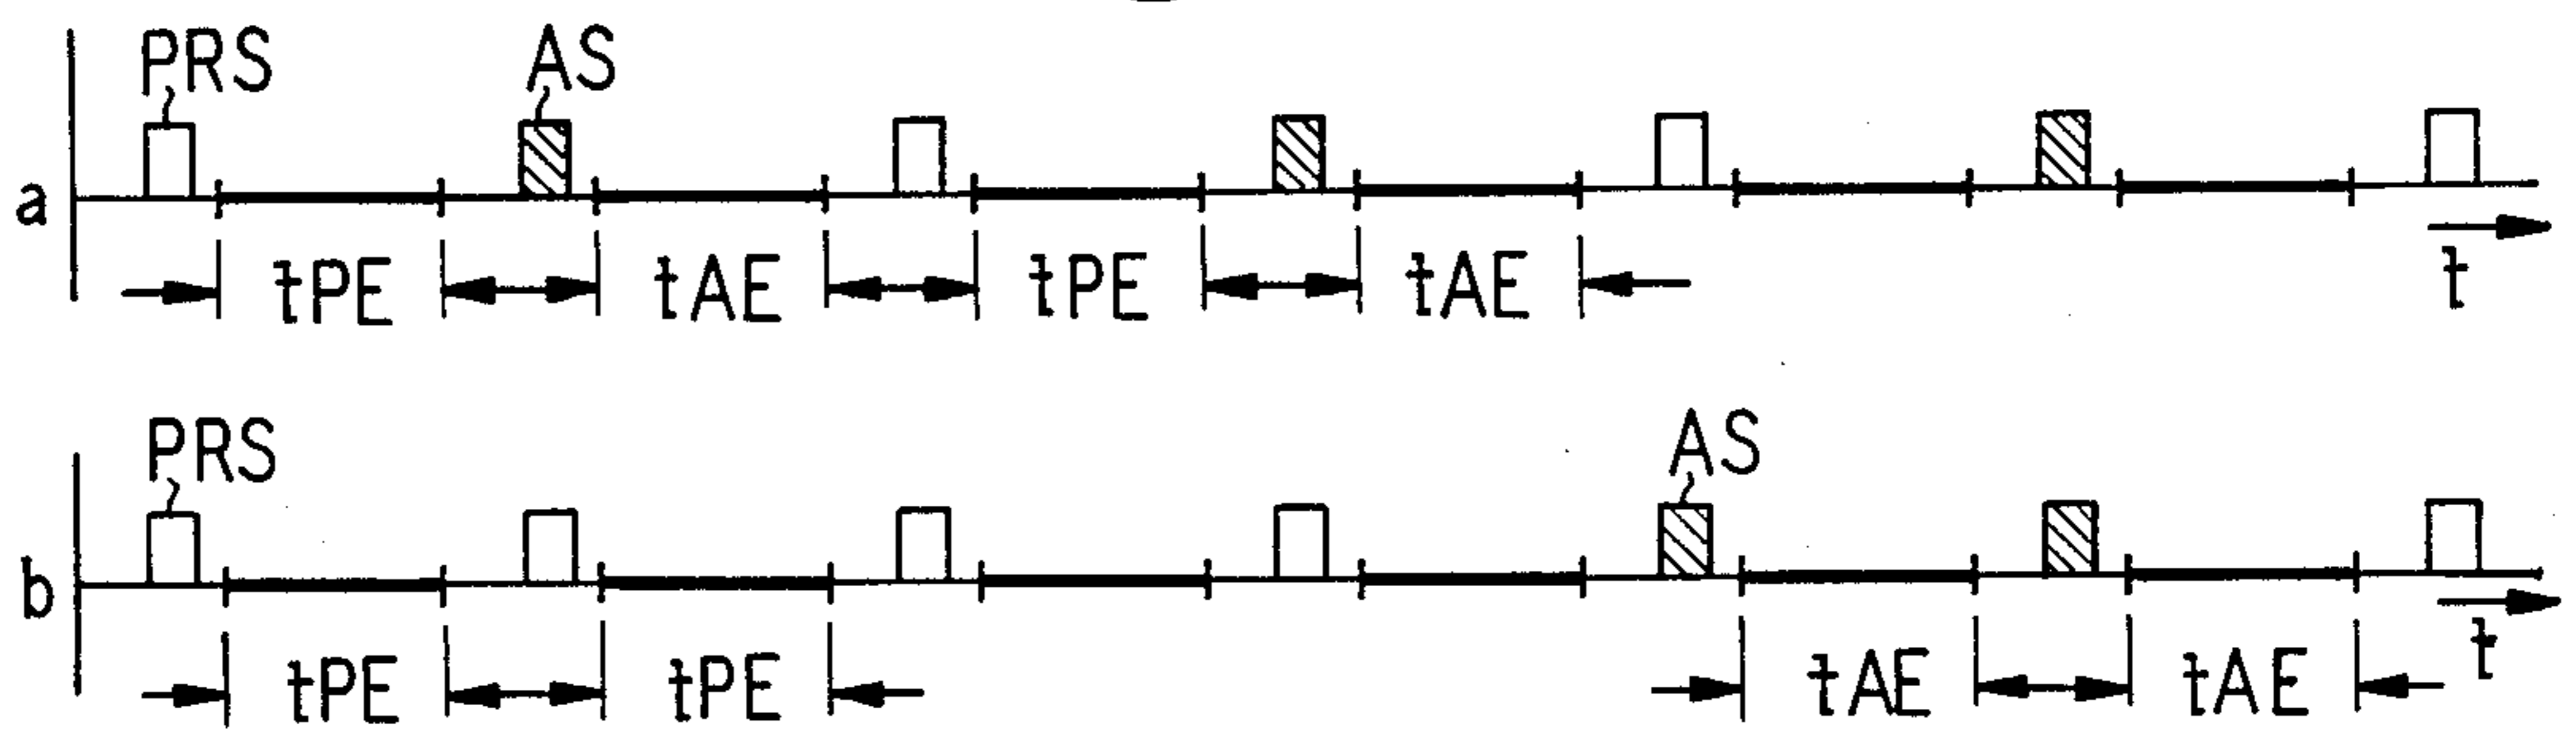 PRS AS
a
tPE tAE tPE tAE t
PRS AS
b
tPE tPE tAE tAE t